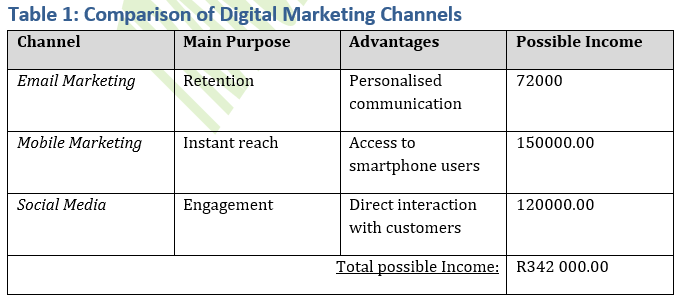 Table 1: Comparison of Digital Marketing Channels
Channel Main Purpose Advantages Possible Income
Email Marketing Retention Personalised 72000
communication
Mobile Marketing Instant reach Access to 150000.00
smartphone users
Social Media Engagement Direct interaction 120000.00
with customers
Total possible Income: R342 000.00